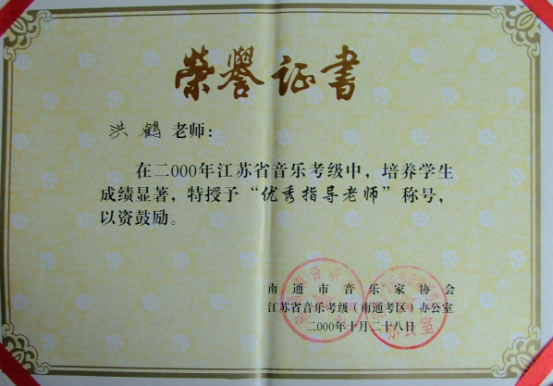 荣誉证书
洪鹤老师：
在二000年江苏省音乐考级中，培养学生
成绩显著，特授予“优秀指导老师”称号，
以资鼓励。
南通市音乐家协会
江苏省音乐考级（南通考区）办公室
二000年十月二十八日